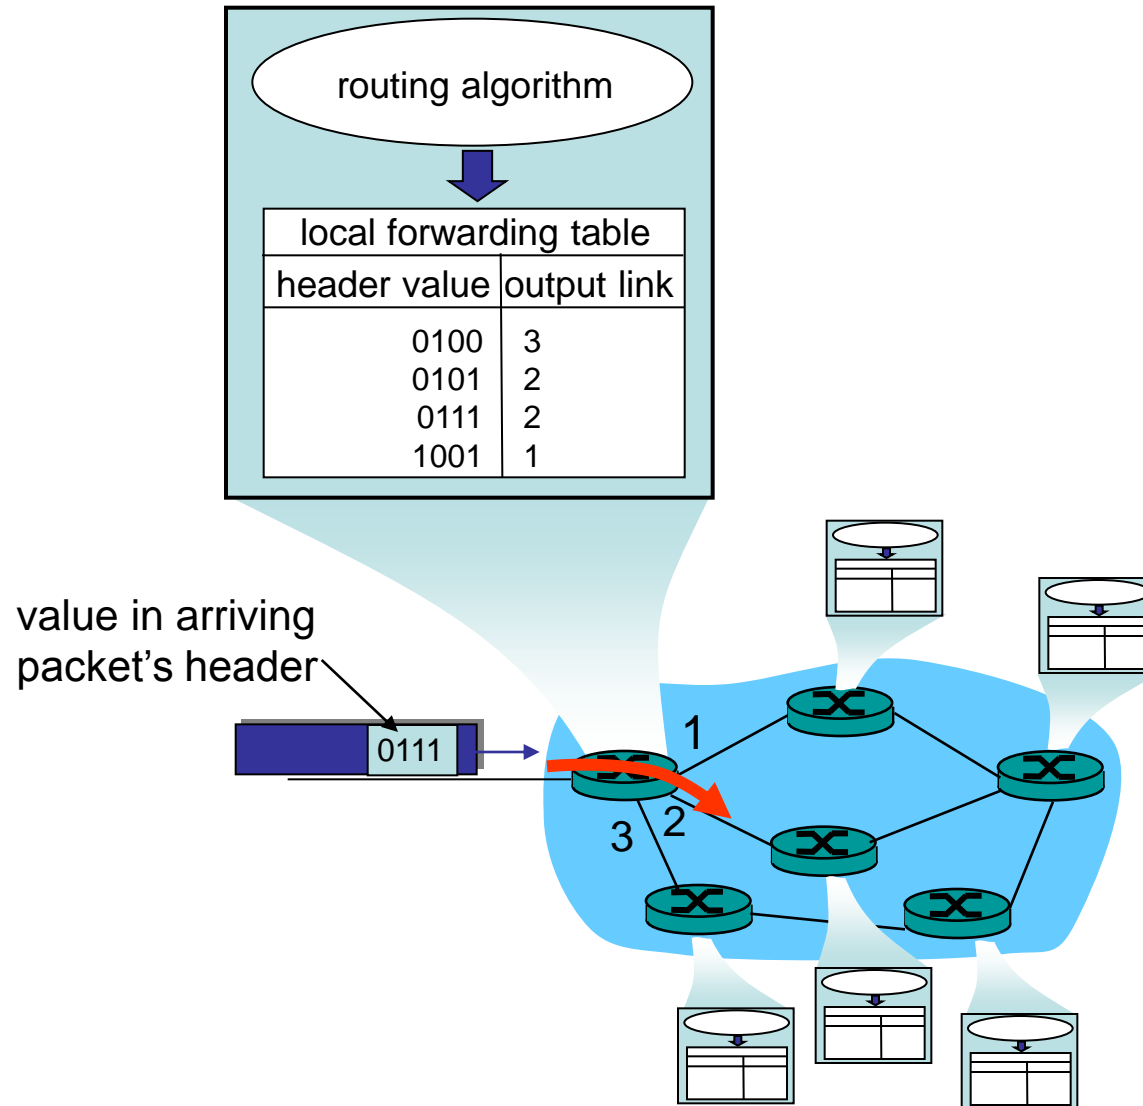 routing algorithm
local forwarding table
header value output link
0100 3
0101 2
0111 2
1001 1
value in arriving
packet’s header
0111
1
2
3